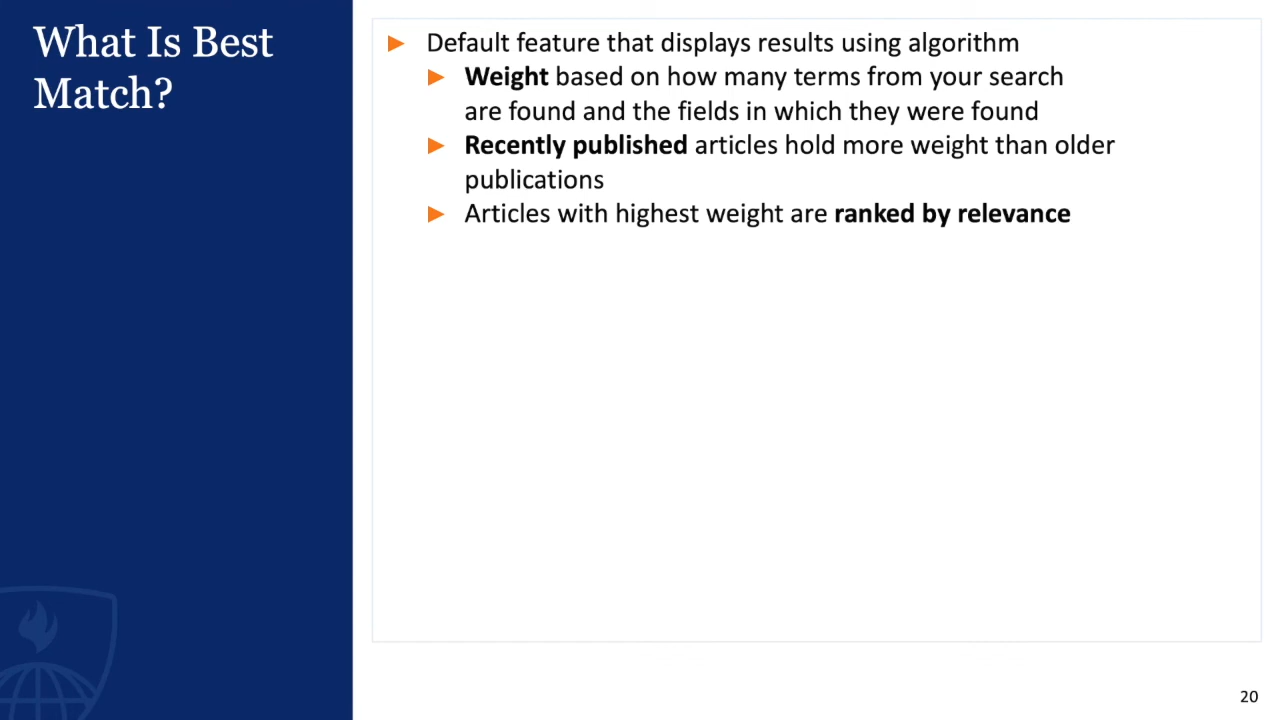 What Is Best
Match?
► Default feature that displays results using algorithm
► Weight based on how many terms from your search
are found and the fields in which they were found
► Recently published articles hold more weight than older
publications
► Articles with highest weight are ranked by relevance
20